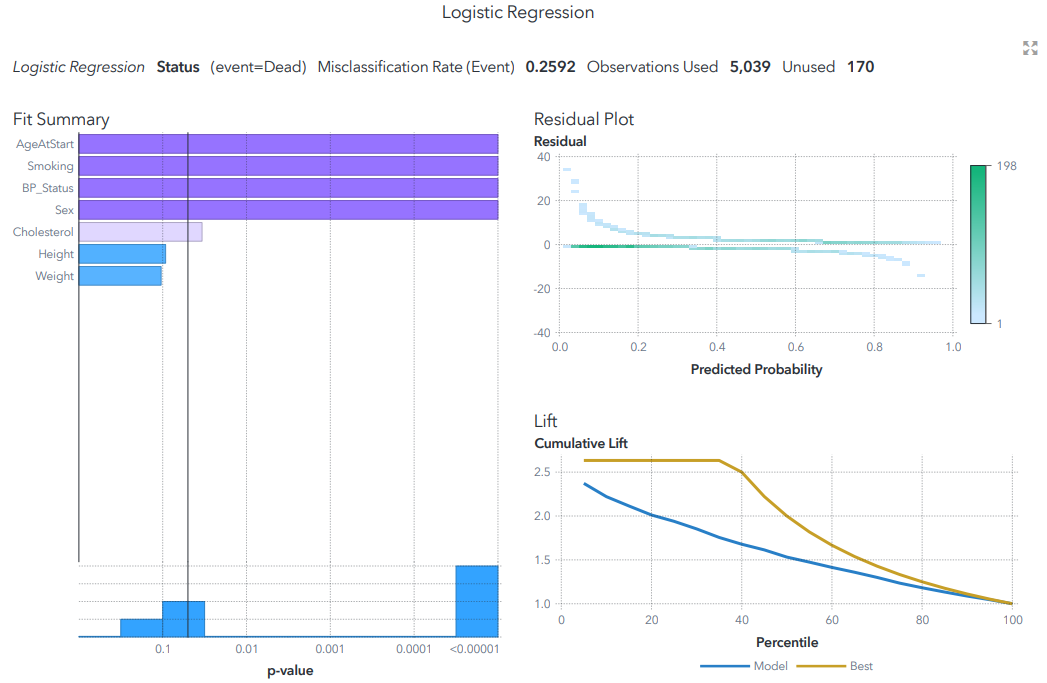 Logistic Regression
Logistic Regression Status (event=Dead) Misclassification Rate (Event) 0.2592 Observations Used 5,039 Unused 170
Fit Summary
AgeAtStart
Smoking
BP_Status
Sex
Cholesterol
Height
Weight
0.1 0.01 0.001 0.0001 <0.00001
p-value
Residual Plot
Residual
40
20
0
-20
-40
0.0 0.2 0.4 0.6 0.8 1.0
Predicted Probability
198
1
Lift
Cumulative Lift
2.5
2.0
1.5
1.0
0 20 40 60 80 100
Percentile
Model Best